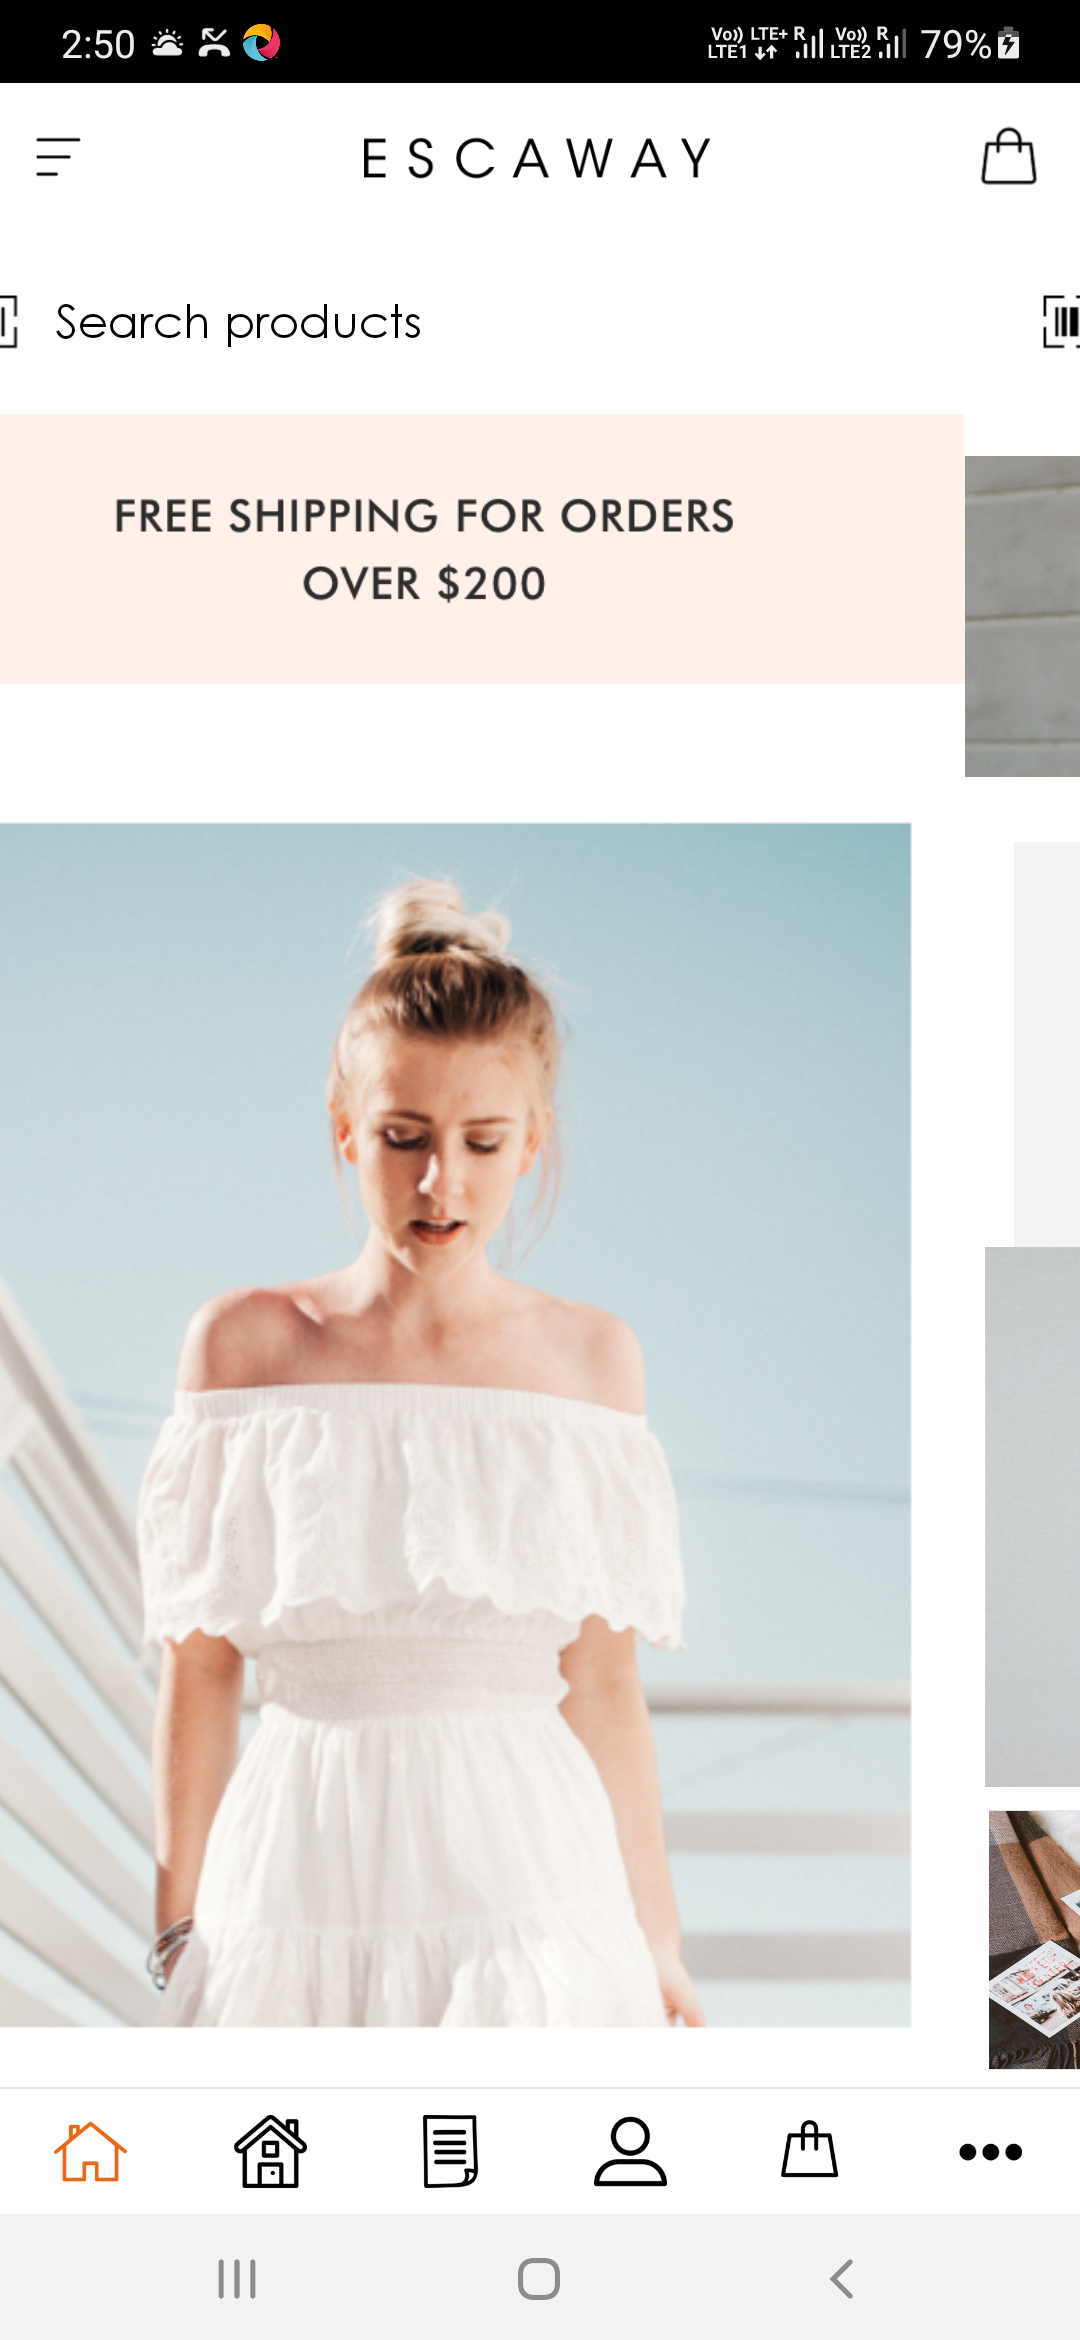 2:50
Vo)) LTE+ R Vo)) R 79%
LTE1 LTE2
ESCAWAY
Search products
FREE SHIPPING FOR ORDERS
OVER $200